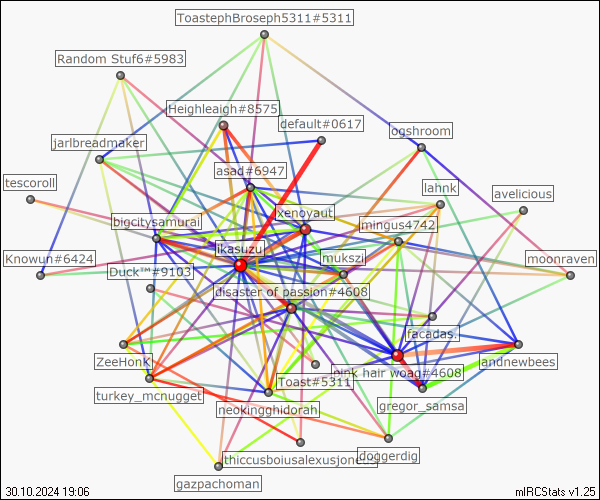 ToastephBroseph5311#5311
Random Stuf6#5983
Heighleaigh#8575
default#0617
ogshroom
jarlbreadmaker
asad#6947
tescoroll
lahnk
avelicious
xenoyaut
bigcitysamurai
mingus4742
ikasuzu
mukszi
Knowun#6424
moonraven
Duck™#9103
disaster of passion#4608
facadas.
ZeeHonk
andnewbees
pink hair woag#4608
Toast#5311
turkey_mcnugget
neokingghidorah
gregor_samsa
doggerdig
gazpachoman
30.10.2024 19:06
mIRCStats v1.25